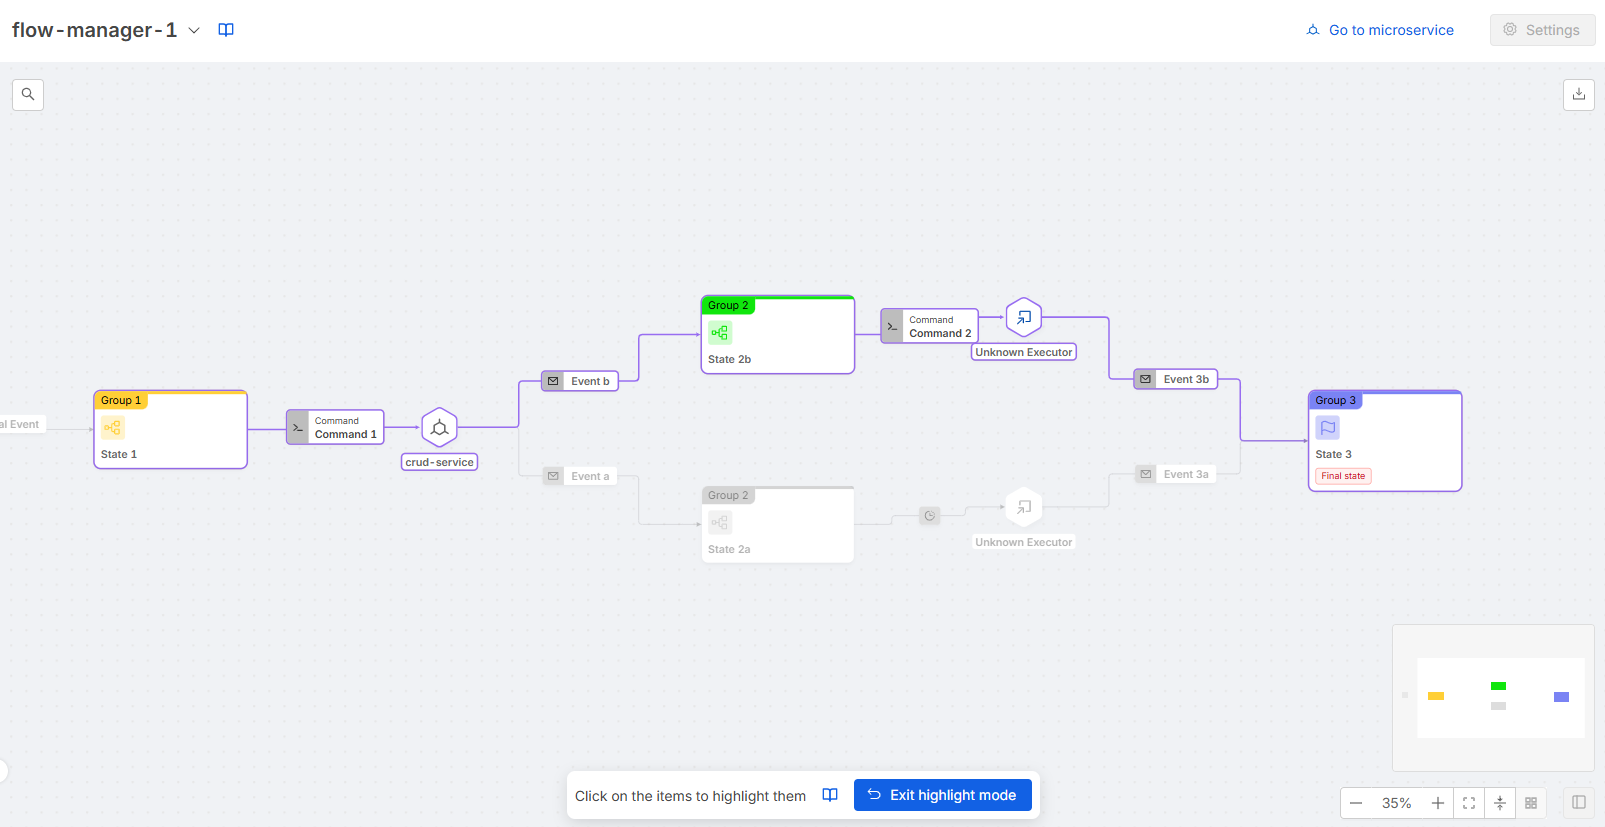 flow-manager-1
Go to microservice
Settings
al Event
Group 1
State 1
Command
Command 1
crud-service
Event b
Event a
Group 2
State 2b
Group 2
State 2a
Command
Command 2
Unknown Executor
Unknown Executor
Event 3b
Event 3a
Group 3
State 3
Final state
Click on the items to highlight them
Exit highlight mode
35%